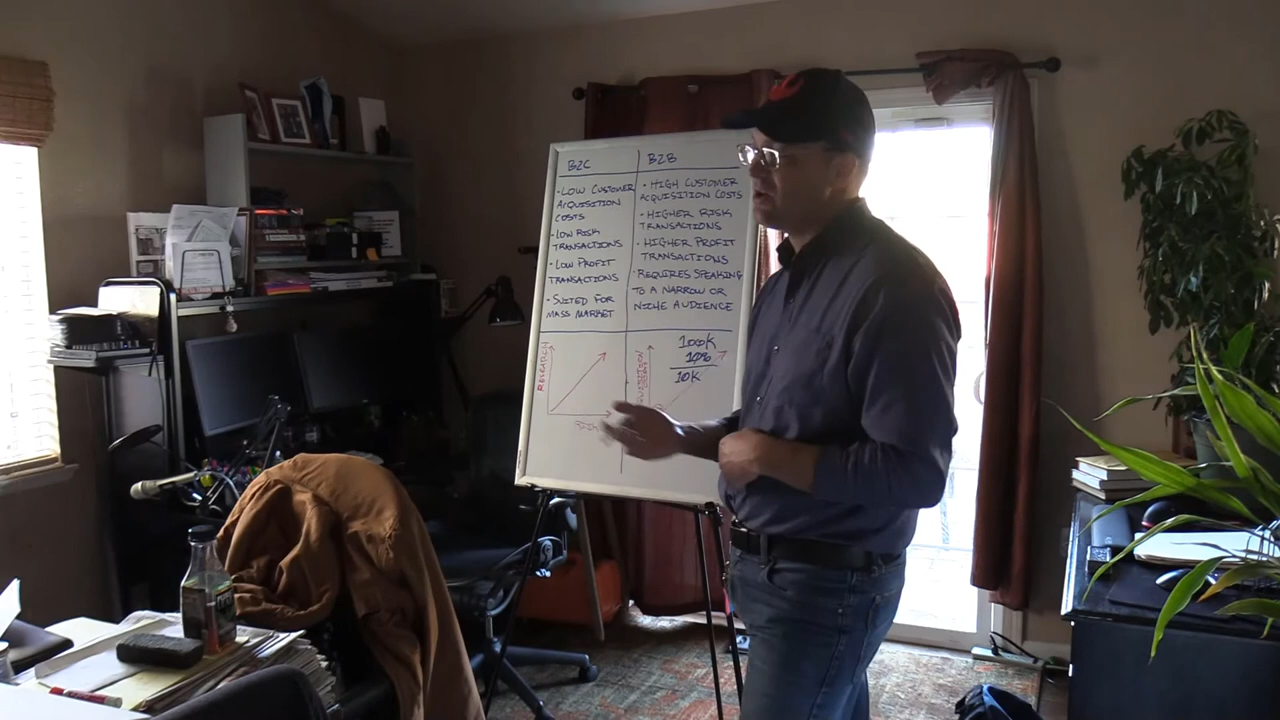 B2C
• LOW CUSTOMER
ACQUISITION
COSTS
• LOW RISK
TRANSACTIONS
• LOW PROFIT
TRANSACTIONS
• SUITED FOR
MASS MARKET
B2B
• HIGH CUSTOMER
ACQUISITION COSTS
• HIGHER RISK
TRANSACTIONS
• HIGHER PROFIT
TRANSACTIONS
• REQUIRES SPEAKING
TO A NARROW OR
NICHE AUDIENCE
RESEARCH
100K
10%
10K